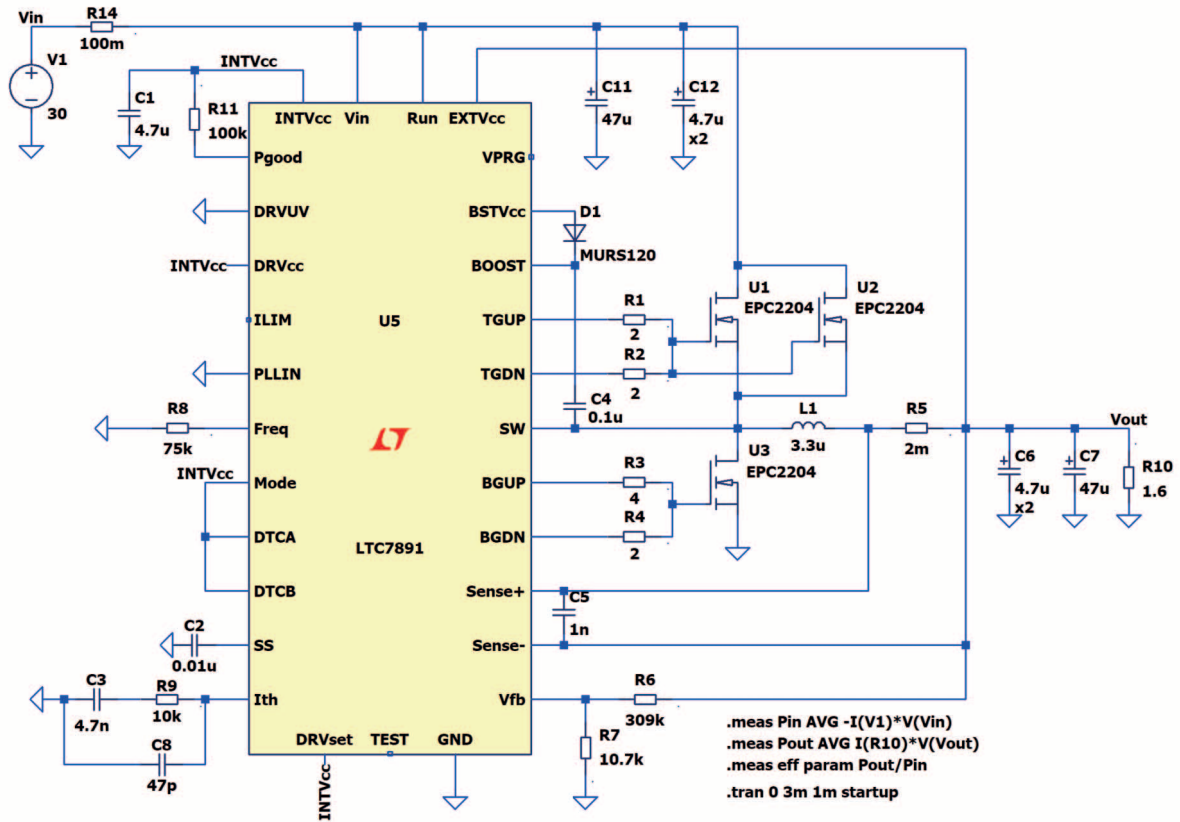 Vin
R14
100m
V1
30
INTVcc
C1
4.7u
R11
100k
INTVcc
Vin
Run
EXTVcc
C11
47u
C12
4.7u
x2
Pgood
VPRG
DRVUV
BSTVcc
D1
MURS120
INTVcc
DRVcc
BOOST
ILIM
U5
TGUP
R1
2
U1
EPC2204
U2
EPC2204
PLLIN
TGDN
R2
2
C4
0.1u
R8
75k
Freq
SW
L1
3.3u
R5
2m
Vout
INTVcc
Mode
BGUP
R3
4
U3
EPC2204
C6
4.7u
x2
C7
47u
R10
1.6
DTCA
LTC7891
BGDN
R4
2
DTCB
Sense+
C5
1n
C2
0.01u
SS
Sense-
C3
4.7n
R9
10k
Ith
Vfb
R6
309k
C8
47p
R7
10.7k
DRVset
TEST
GND
INTVcc
.meas Pin AVG -I(V1)*V(Vin)
.meas Pout AVG I(R10)*V(Vout)
.meas eff param Pout/Pin
.tran 0 3m 1m startup